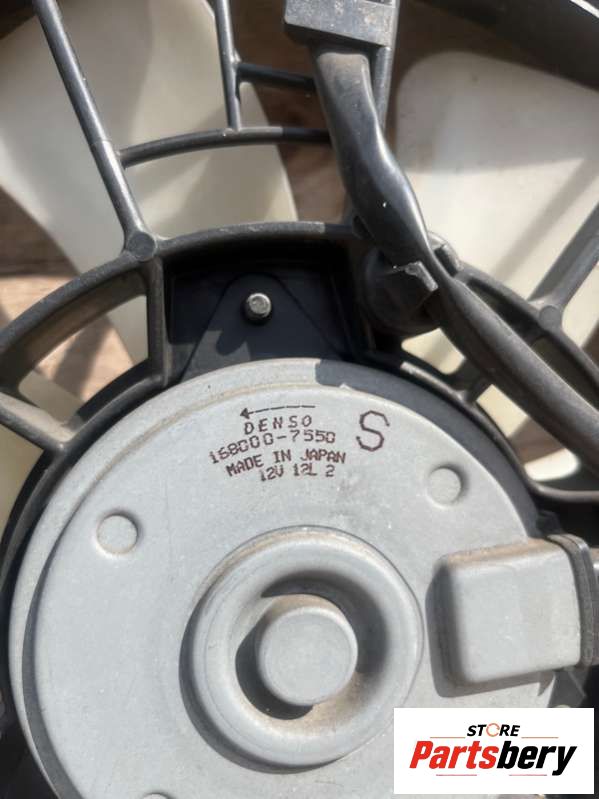 DENSO
168000-7550
S
MADE IN JAPAN
12V 12L 2
STORE
Partsbery